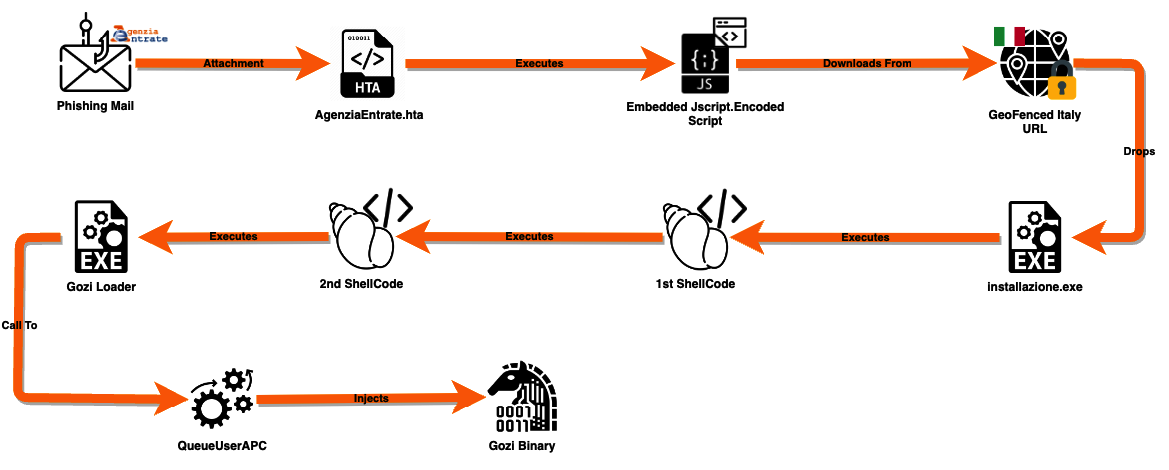 Agenzia
Entrate
Phishing Mail
Attachment
010011
</>
HTA
AgenziaEntrate.hta
Executes
<>
{;}
JS
Embedded Jscript.Encoded
Script
Downloads From
GeoFenced Italy
URL
Drops
EXE
installazione.exe
Executes
</>
1st ShellCode
Executes
</>
2nd ShellCode
Executes
EXE
Gozi Loader
Call To
QueueUserAPC
Injects
0001
0011
Gozi Binary